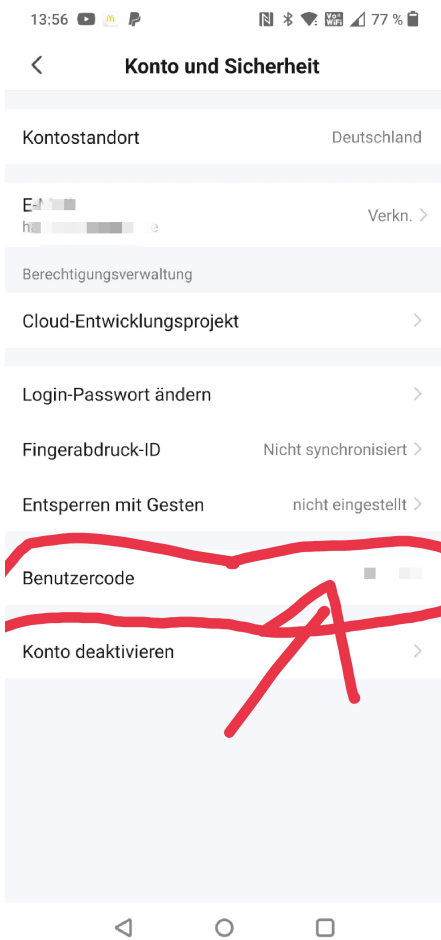 13:56 77 %
Konto und Sicherheit
Kontostandort Deutschland
Verkn.
Berechtigungsverwaltung
Cloud-Entwicklungsprojekt
Login-Passwort ändern
Fingerabdruck-ID Nicht synchronisiert
Entsperren mit Gesten nicht eingestellt
Benutzercode
Konto deaktivieren